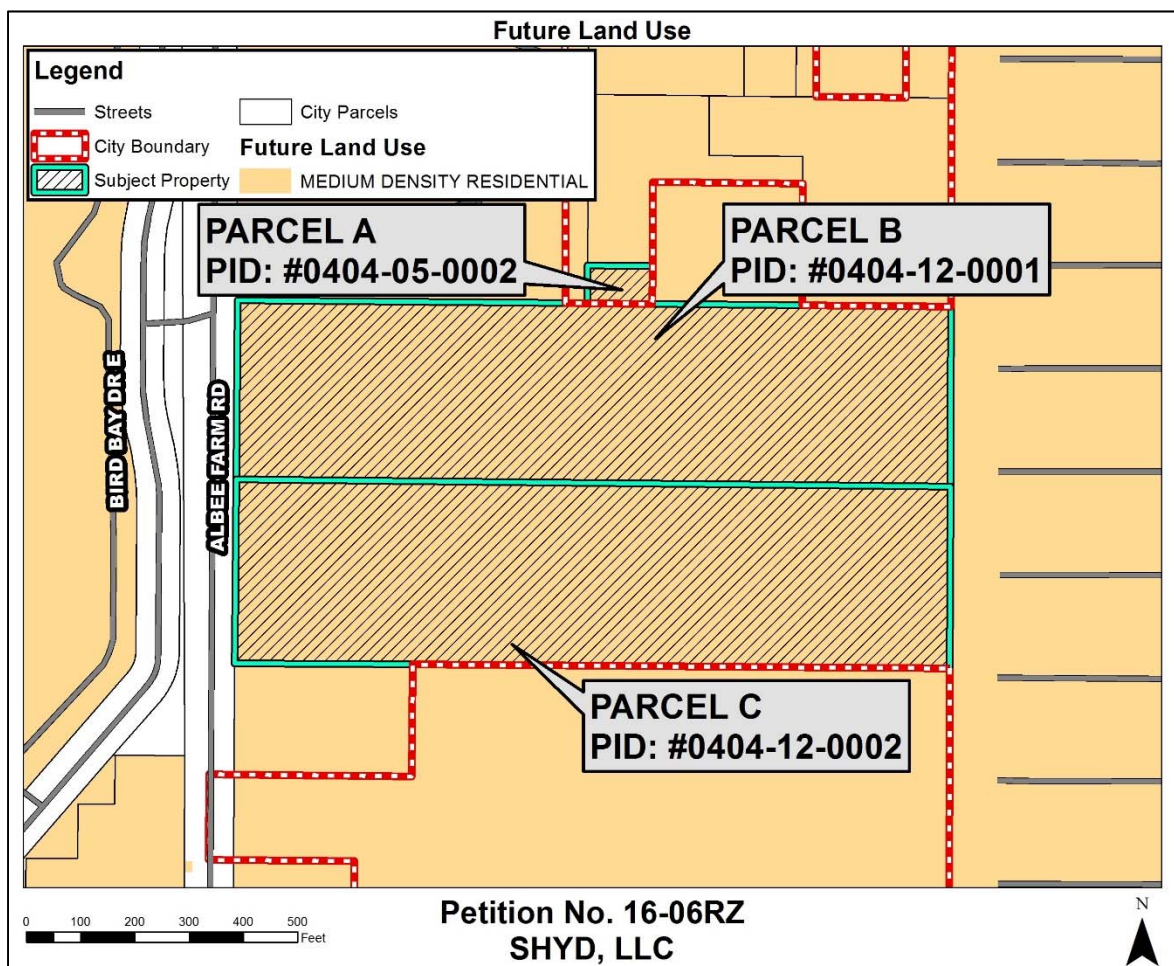 Future Land Use
Legend
Streets
City Parcels
City Boundary
Future Land Use
Subject Property
MEDIUM DENSITY RESIDENTIAL
PARCEL A
PID: #0404-05-0002
PARCEL B
PID: #0404-12-0001
BIRD BAY DR E
ALBEE FARM RD
PARCEL C
PID: #0404-12-0002
0 100 200 300 400 500
Feet
Petition No. 16-06RZ
SHYD, LLC
N